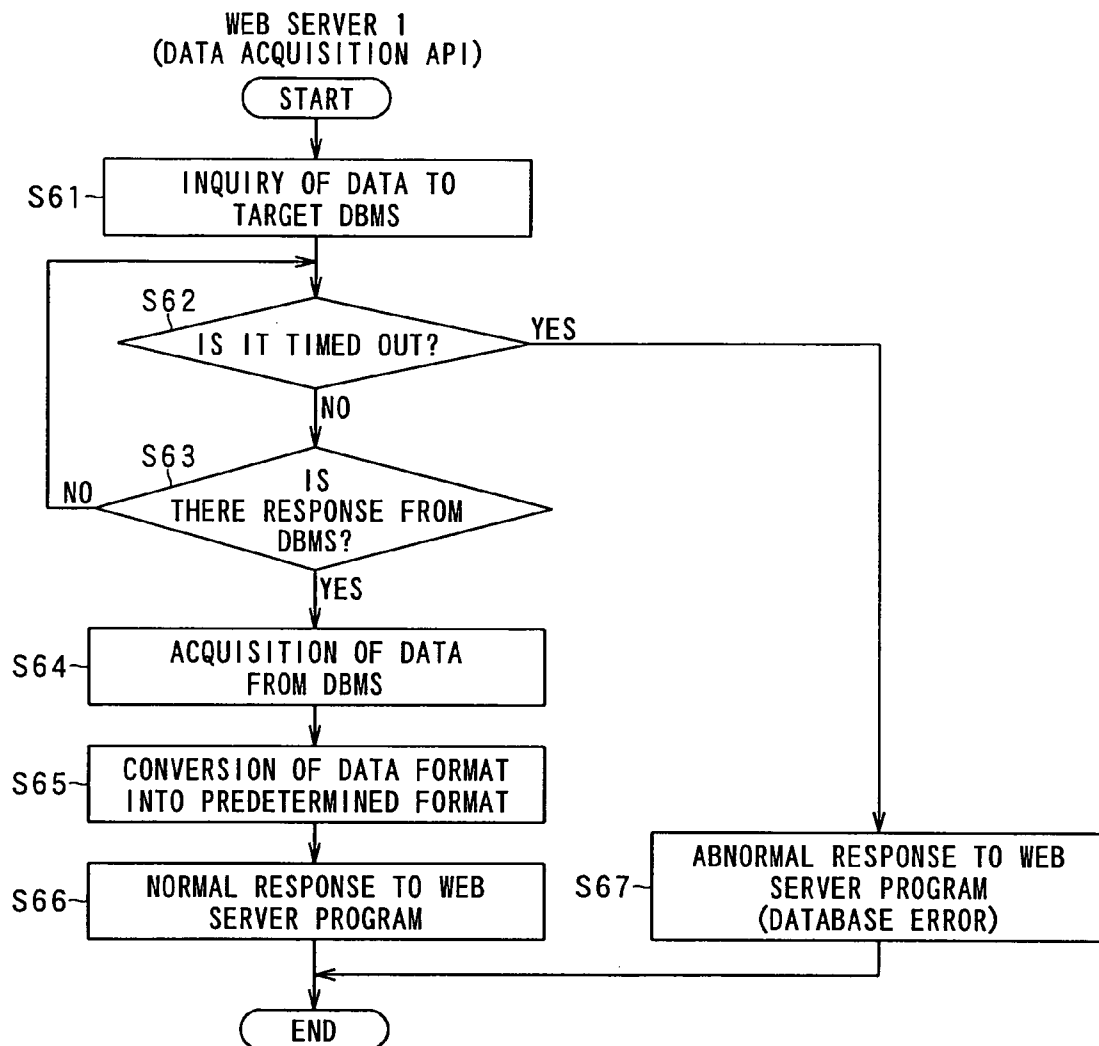 WEB SERVER 1
(DATA ACQUISITION API)
START
S61
INQUIRY OF DATA TO
TARGET DBMS
S62
IS IT TIMED OUT?
YES
NO
S63
NO
IS
THERE RESPONSE FROM
DBMS?
YES
S64
ACQUISITION OF DATA
FROM DBMS
S65
CONVERSION OF DATA FORMAT
INTO PREDETERMINED FORMAT
S66
NORMAL RESPONSE TO WEB
SERVER PROGRAM
S67
ABNORMAL RESPONSE TO WEB
SERVER PROGRAM
(DATABASE ERROR)
END